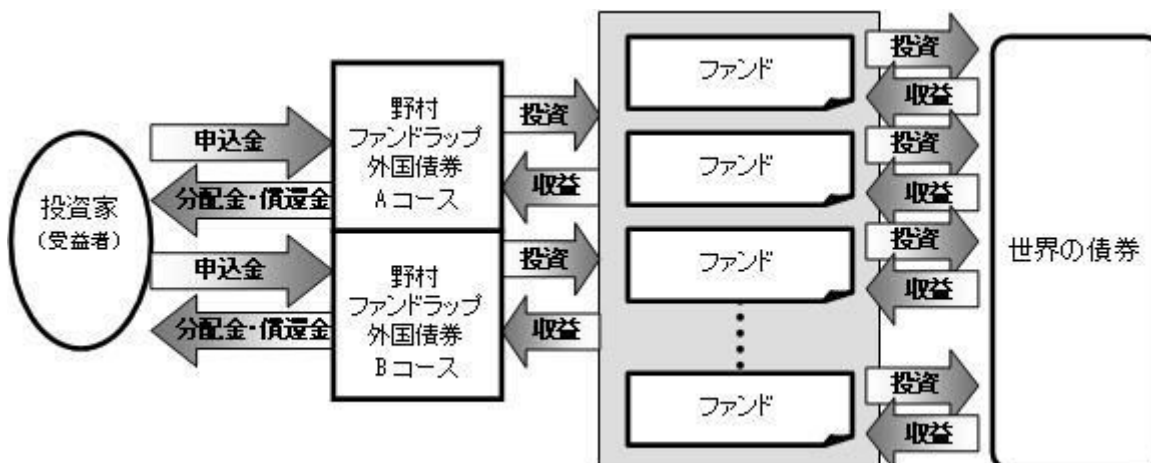 投資家
(受益者)
申込金
分配金・償還金
申込金
分配金・償還金
野村
ファンドラップ
外国債券
Aコース
野村
ファンドラップ
外国債券
Bコース
投資
収益
投資
収益
ファンド
ファンド
ファンド
ファンド
投資
収益
投資
収益
投資
収益
投資
収益
世界の債券